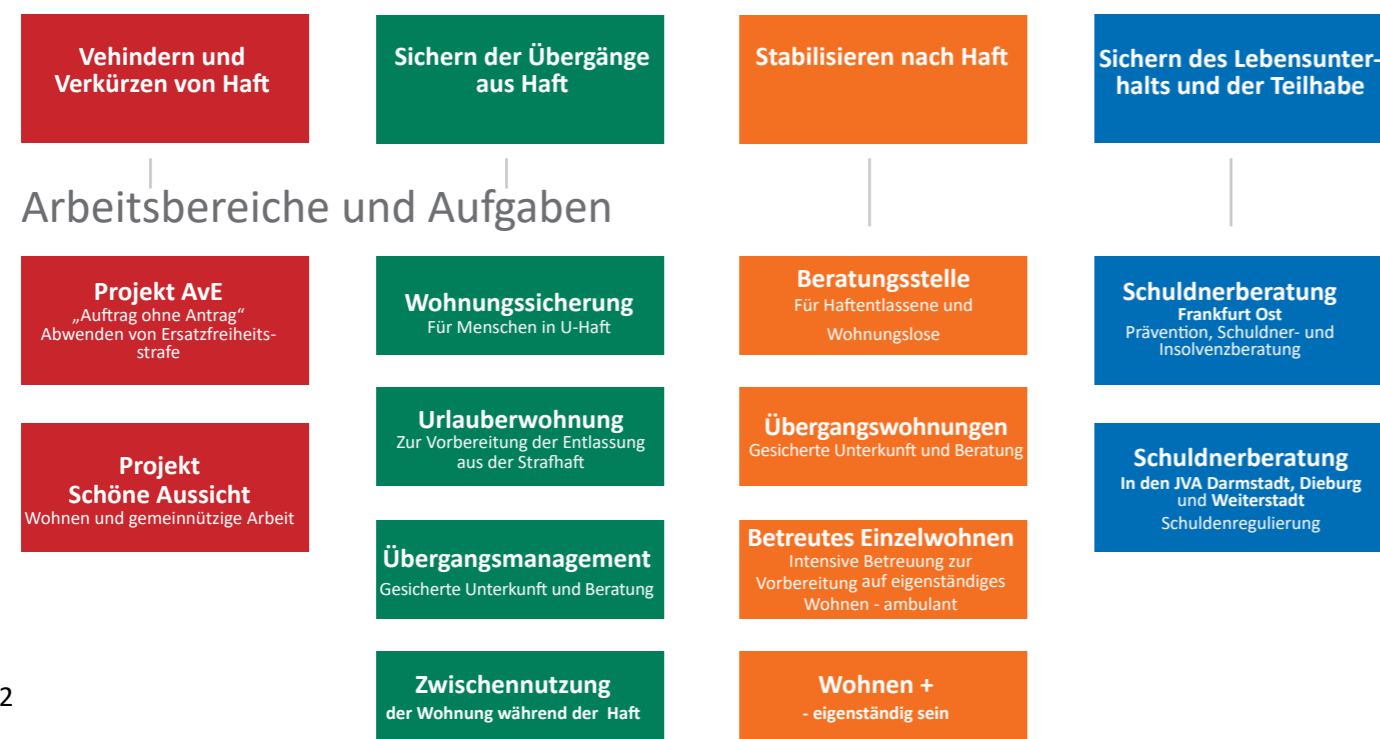 Vehindern und
Verkürzen von Haft
Sichern der Übergänge
aus Haft
Stabilisieren nach Haft
Sichern des Lebensunter-
halts und der Teilhabe
Arbeitsbereiche und Aufgaben
Projekt AvE
„Auftrag ohne Antrag“
Abwenden von Ersatzfreiheits-
strafe
Projekt
Schöne Aussicht
Wohnen und gemeinnützige Arbeit
Wohnungssicherung
Für Menschen in U-Haft
Urlauberwohnung
Zur Vorbereitung der Entlassung
aus der Strafhaft
Übergangsmanagement
Gesicherte Unterkunft und Beratung
Zwischennutzung
der Wohnung während der Haft
Beratungsstelle
Für Haftentlassene und
Wohnungslose
Übergangswohnungen
Gesicherte Unterkunft und Beratung
Betreutes Einzelwohnen
Intensive Betreuung zur
Vorbereitung auf eigenständiges
Wohnen - ambulant
Wohnen +
- eigenständig sein
Schuldnerberatung
Frankfurt Ost
Prävention, Schuldner- und
Insolvenzberatung
Schuldnerberatung
In den JVA Darmstadt, Dieburg
und Weiterstadt
Schuldenregulierung
2